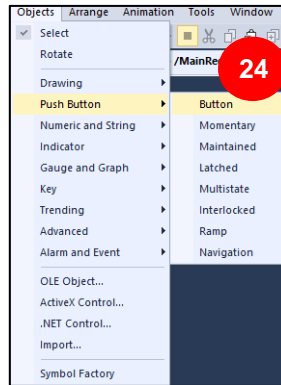 Objects Arrange Animation Tools Window
Select
Rotate
/MainRe
24
Drawing
Push Button
Numeric and String
Indicator
Gauge and Graph
Key
Trending
Advanced
Alarm and Event
OLE Object...
ActiveX Control...
.NET Control...
Import...
Symbol Factory
Button
Momentary
Maintained
Latched
Multistate
Interlocked
Ramp
Navigation